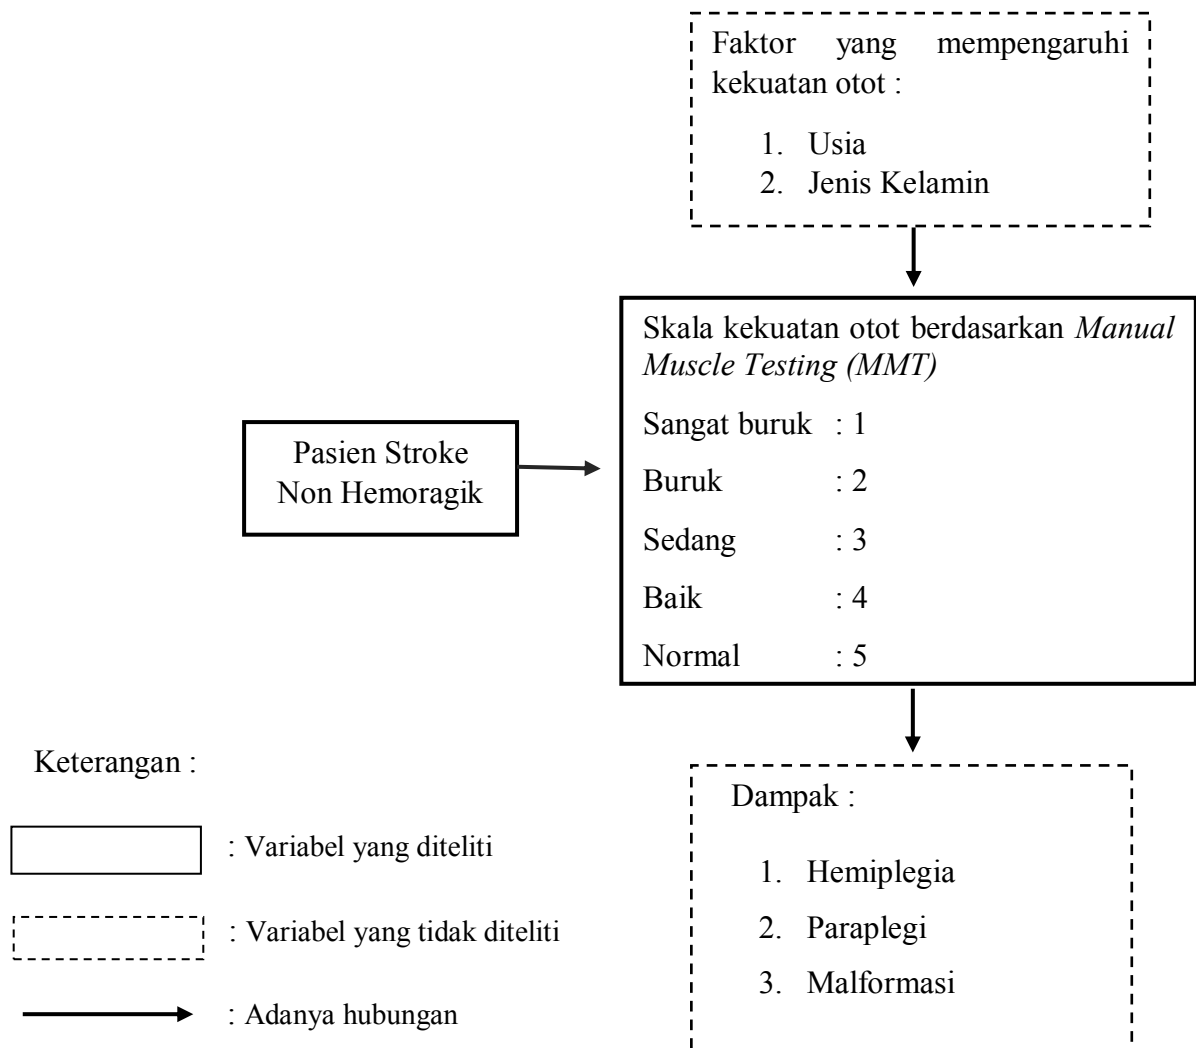 Faktor yang mempengaruhi
kekuatan otot :
1. Usia
2. Jenis Kelamin
Skala kekuatan otot berdasarkan Manual
Muscle Testing (MMT)
Sangat buruk : 1
Buruk : 2
Sedang : 3
Baik : 4
Normal : 5
Pasien Stroke
Non Hemoragik
Dampak :
1. Hemiplegia
2. Paraplegi
3. Malformasi
Keterangan :
: Variabel yang diteliti
: Variabel yang tidak diteliti
: Adanya hubungan